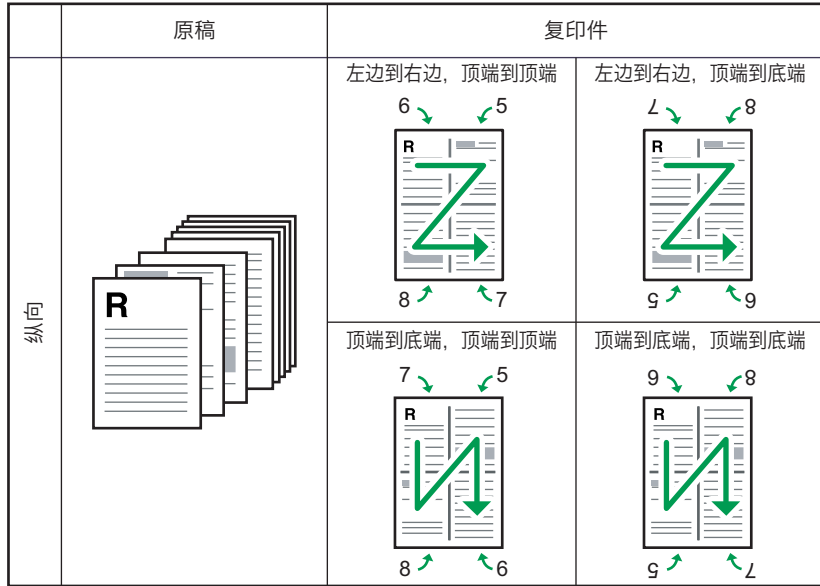 原稿
复印件
纵向
R
左边到右边，顶端到顶端
6 5
R
8 7
左边到右边，顶端到底端
7 8
R
5 6
顶端到底端，顶端到顶端
7 5
R
8 6
顶端到底端，顶端到底端
6 8
R
5 7